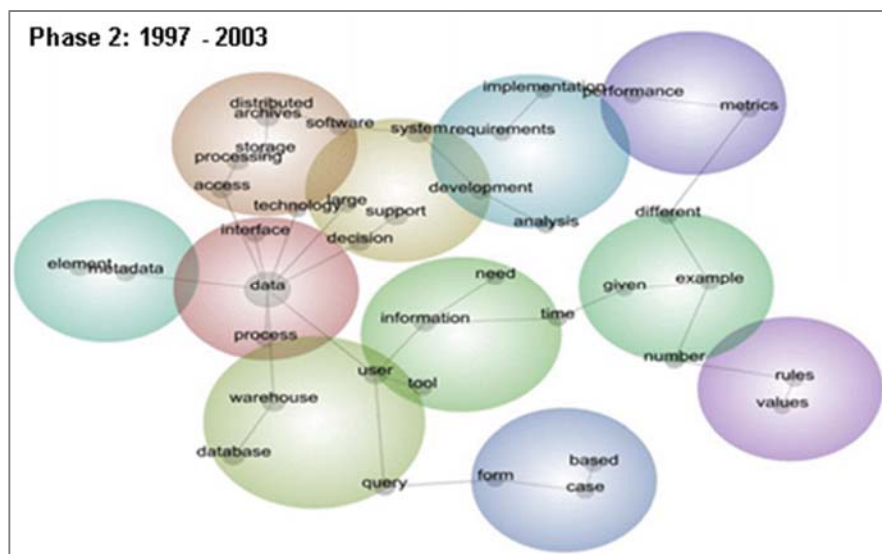 Phase 2: 1997 - 2003
implementation
performance
distributed
archives
metrics
software
system
requirements
storage
processing
access
development
technology
large
support
analysis
different
interface
decision
element
metadata
data
need
given
example
information
time
process
number
user
tool
rules
warehouse
values
database
query
form
based
case